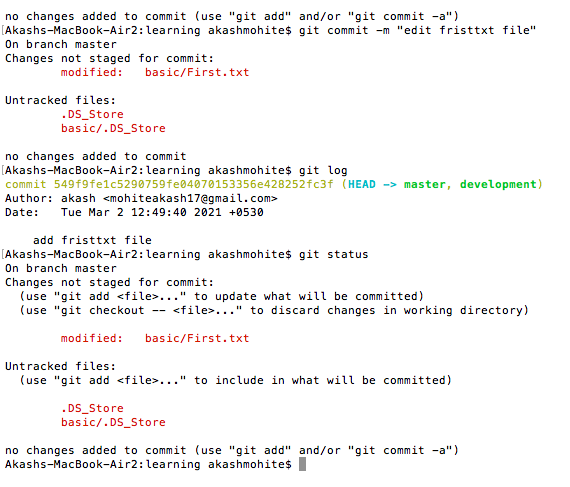 no changes added to commit (use "git add" and/or "git commit -a")
[Akashs-MacBook-Air2:learning akashmohite$ git commit -m "edit fristtxt file"
On branch master
Changes not staged for commit:
modified:   basic/First.txt
Untracked files:
.DS_Store
basic/.DS_Store
no changes added to commit
[Akashs-MacBook-Air2:learning akashmohite$ git log
commit 549f9fe1c5290759fe04070153356e428252fc3f (HEAD -> master, development)
Author: akash <mohiteakash17@gmail.com>
Date:   Tue Mar 2 12:49:40 2021 +0530
add fristtxt file
[Akashs-MacBook-Air2:learning akashmohite$ git status
On branch master
Changes not staged for commit:
(use "git add <file>..." to update what will be committed)
(use "git checkout -- <file>..." to discard changes in working directory)
modified:   basic/First.txt
Untracked files:
(use "git add <file>..." to include in what will be committed)
.DS_Store
basic/.DS_Store
no changes added to commit (use "git add" and/or "git commit -a")
Akashs-MacBook-Air2:learning akashmohite$